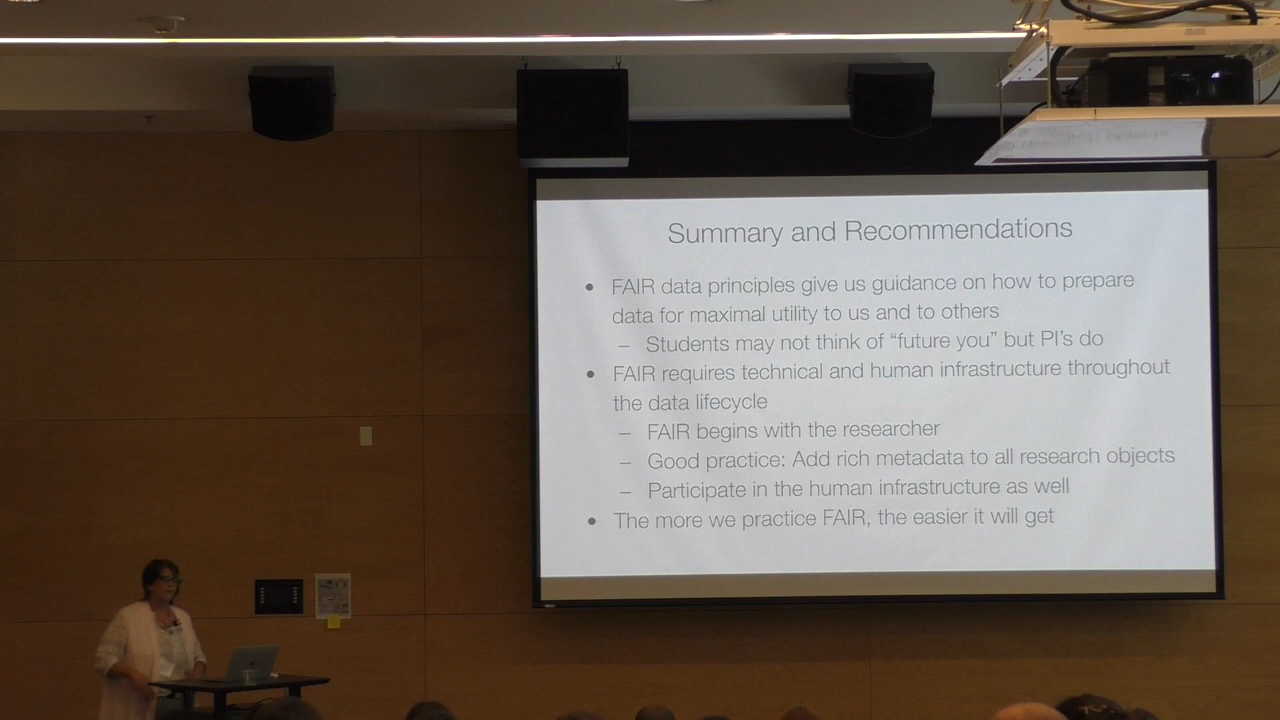 Summary and Recommendations
• FAIR data principles give us guidance on how to prepare
data for maximal utility to us and to others
– Students may not think of “future you” but PI’s do
• FAIR requires technical and human infrastructure throughout
the data lifecycle
– FAIR begins with the researcher
– Good practice: Add rich metadata to all research objects
– Participate in the human infrastructure as well
• The more we practice FAIR, the easier it will get